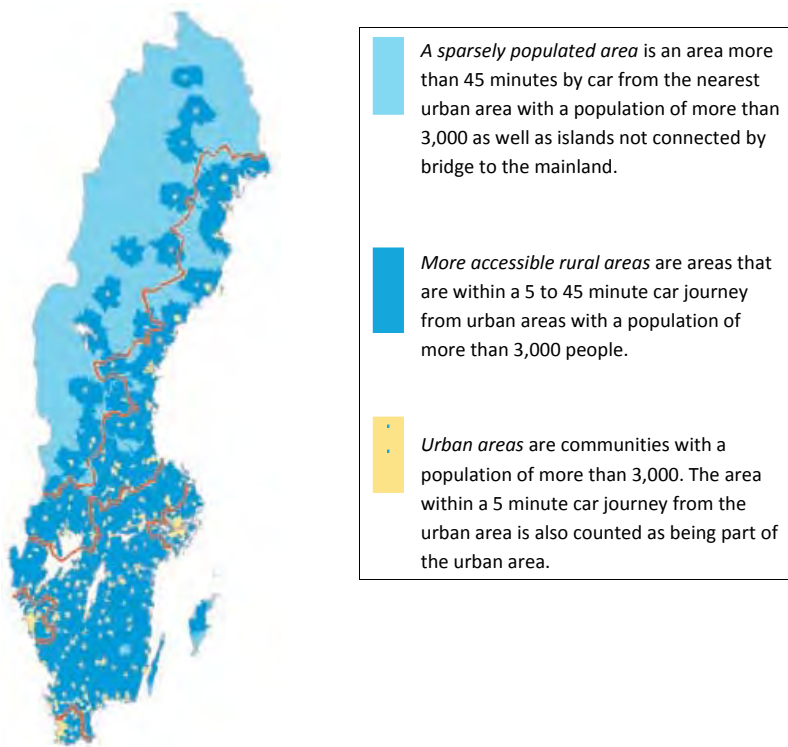 A sparsely populated area is an area more
than 45 minutes by car from the nearest
urban area with a population of more than
3,000 as well as islands not connected by
bridge to the mainland.
More accessible rural areas are areas that
are within a 5 to 45 minute car journey
from urban areas with a population of
more than 3,000 people.
Urban areas are communities with a
population of more than 3,000. The area
within a 5 minute car journey from the
urban area is also counted as being part of
the urban area.